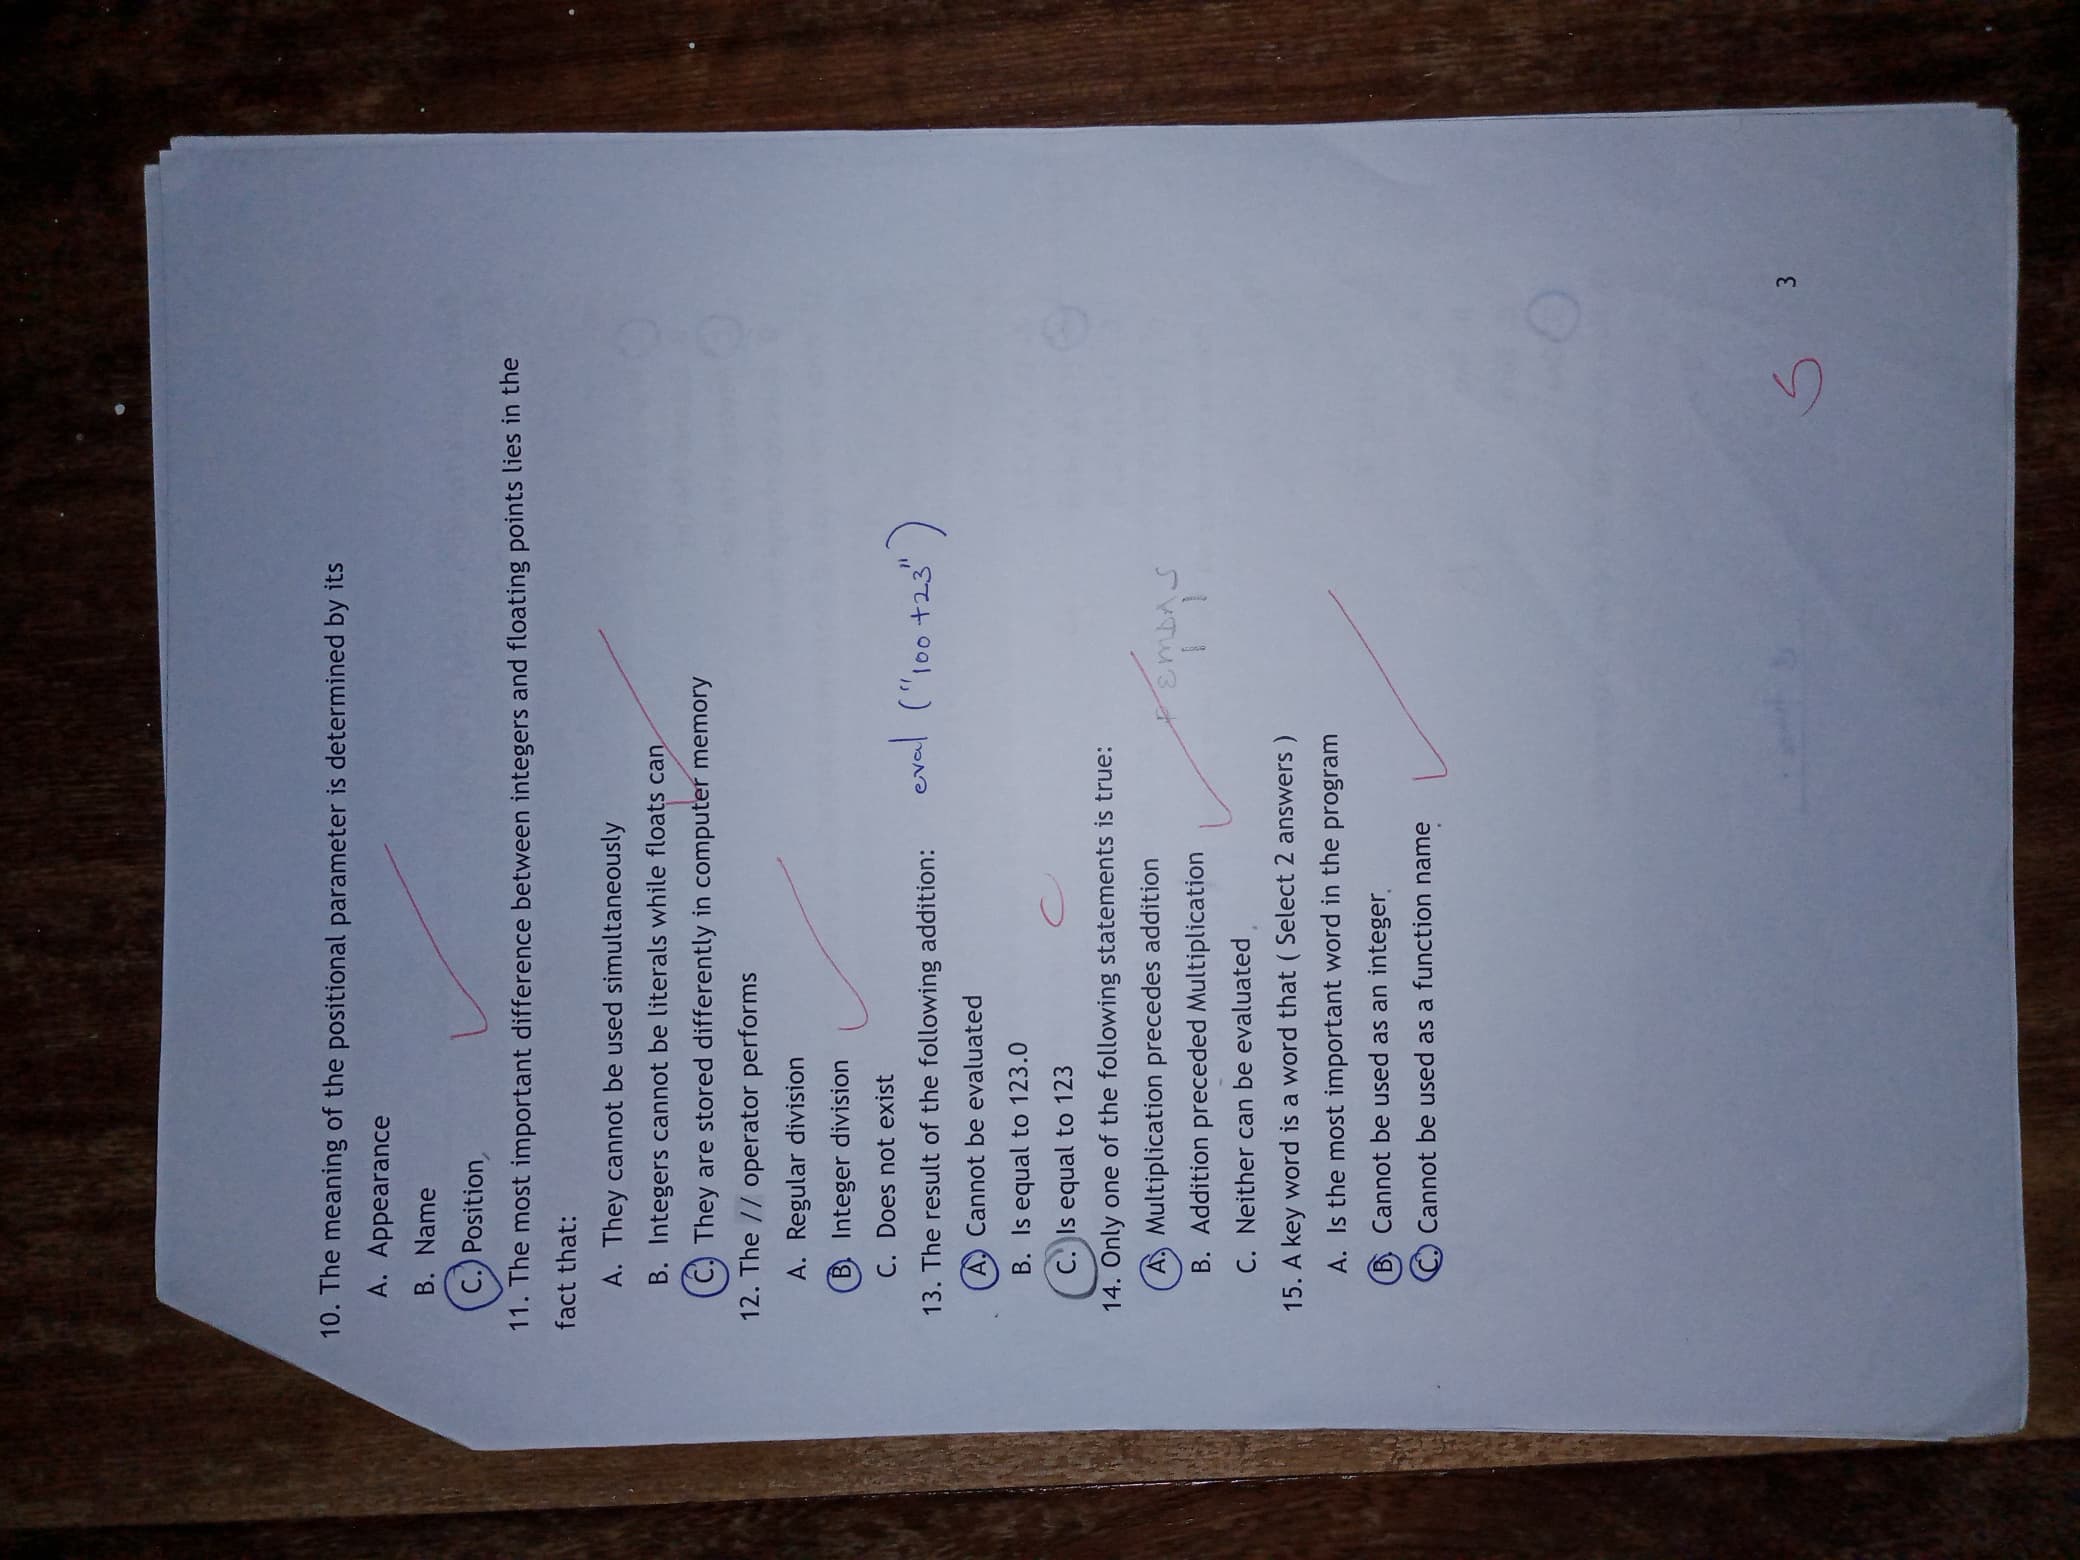 10. The meaning of the positional parameter is determined by its
A. Appearance
B. Name
C. Position
11. The most important difference between integers and floating points lies in the
fact that:
A. They cannot be used simultaneously
B. Integers cannot be literals while floats can
C. They are stored differently in computer memory
12. The // operator performs
A. Regular division
B. Integer division
C. Does not exist
13. The result of the following addition: eval ("100 +23")
A. Cannot be evaluated
B. Is equal to 123.0
C. Is equal to 123
C
14. Only one of the following statements is true:
A. Multiplication precedes addition
B. Addition preceded Multiplication
C. Neither can be evaluated
15. A key word is a word that ( Select 2 answers )
A. Is the most important word in the program
B. Cannot be used as an integer
C. Cannot be used as a function name
5
3